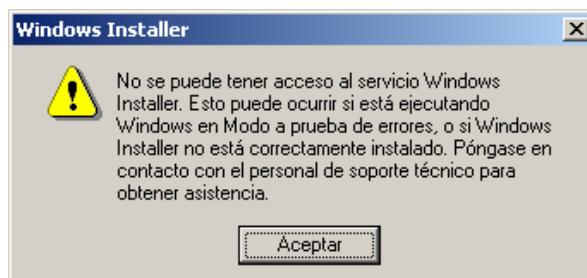 Windows Installer
No se puede tener acceso al servicio Windows
Installer. Esto puede ocurrir si está ejecutando
Windows en Modo a prueba de errores, o si Windows
Installer no está correctamente instalado. Póngase en
contacto con el personal de soporte técnico para
obtener asistencia.
Aceptar